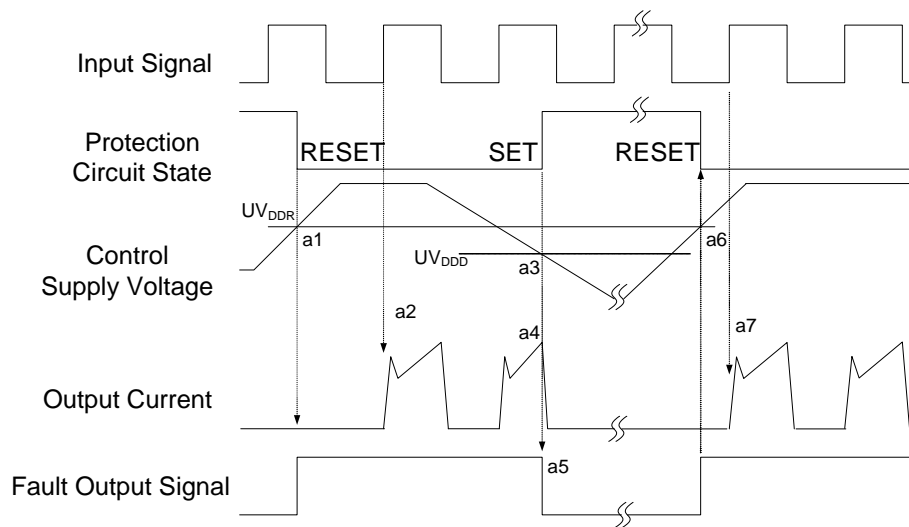 Input Signal
Protection
Circuit State
RESET
SET
RESET
UVDDR
a1
a6
Control
Supply Voltage
UVDDD
a3
a2
a4
a7
Output Current
a5
Fault Output Signal